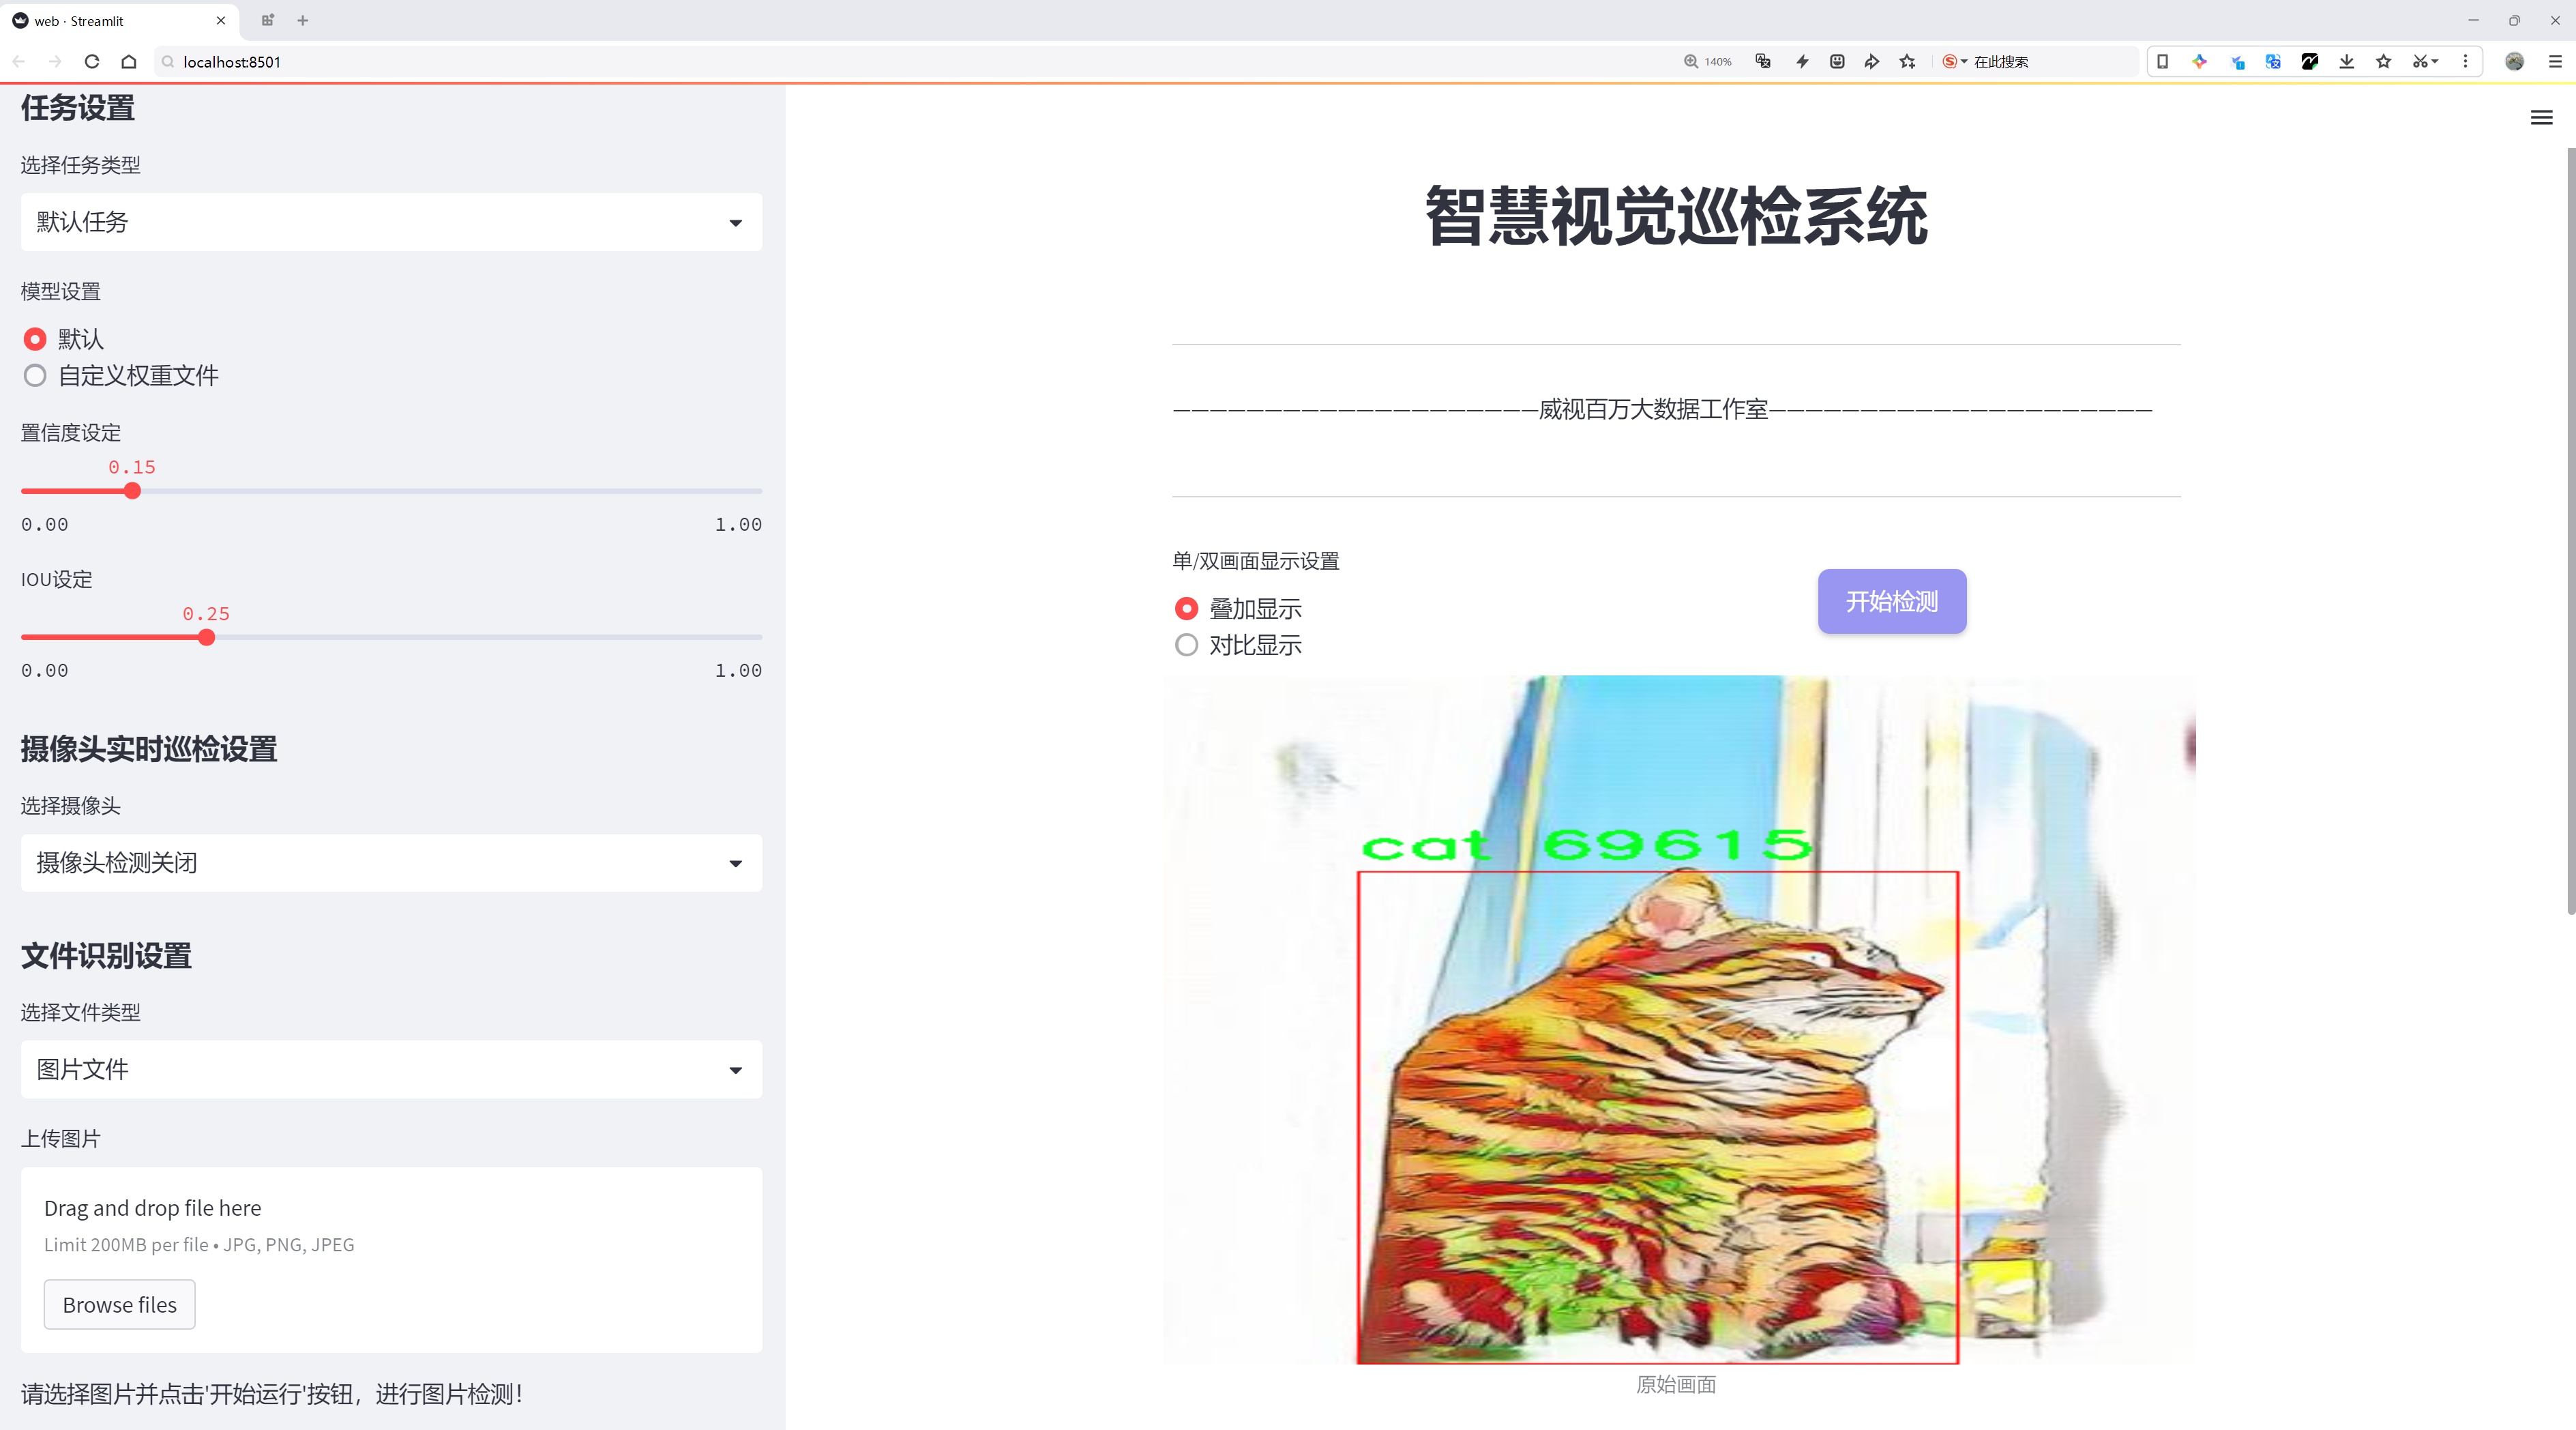 web · Streamlit
localhost:8501
140%
在此搜索
任务设置
选择任务类型
默认任务
模型设置
默认
自定义权重文件
置信度设定
0.15
0.00 1.00
IOU设定
0.25
0.00 1.00
摄像头实时巡检设置
选择摄像头
摄像头检测关闭
文件识别设置
选择文件类型
图片文件
上传图片
Drag and drop file here
Limit 200MB per file • JPG, PNG, JPEG
Browse files
请选择图片并点击'开始运行'按钮，进行图片检测！
智慧视觉巡检系统
————————————————————威视百万大数据工作室—————————————————————
单/双画面显示设置
叠加显示
对比显示
开始检测
cat 69615
原始画面